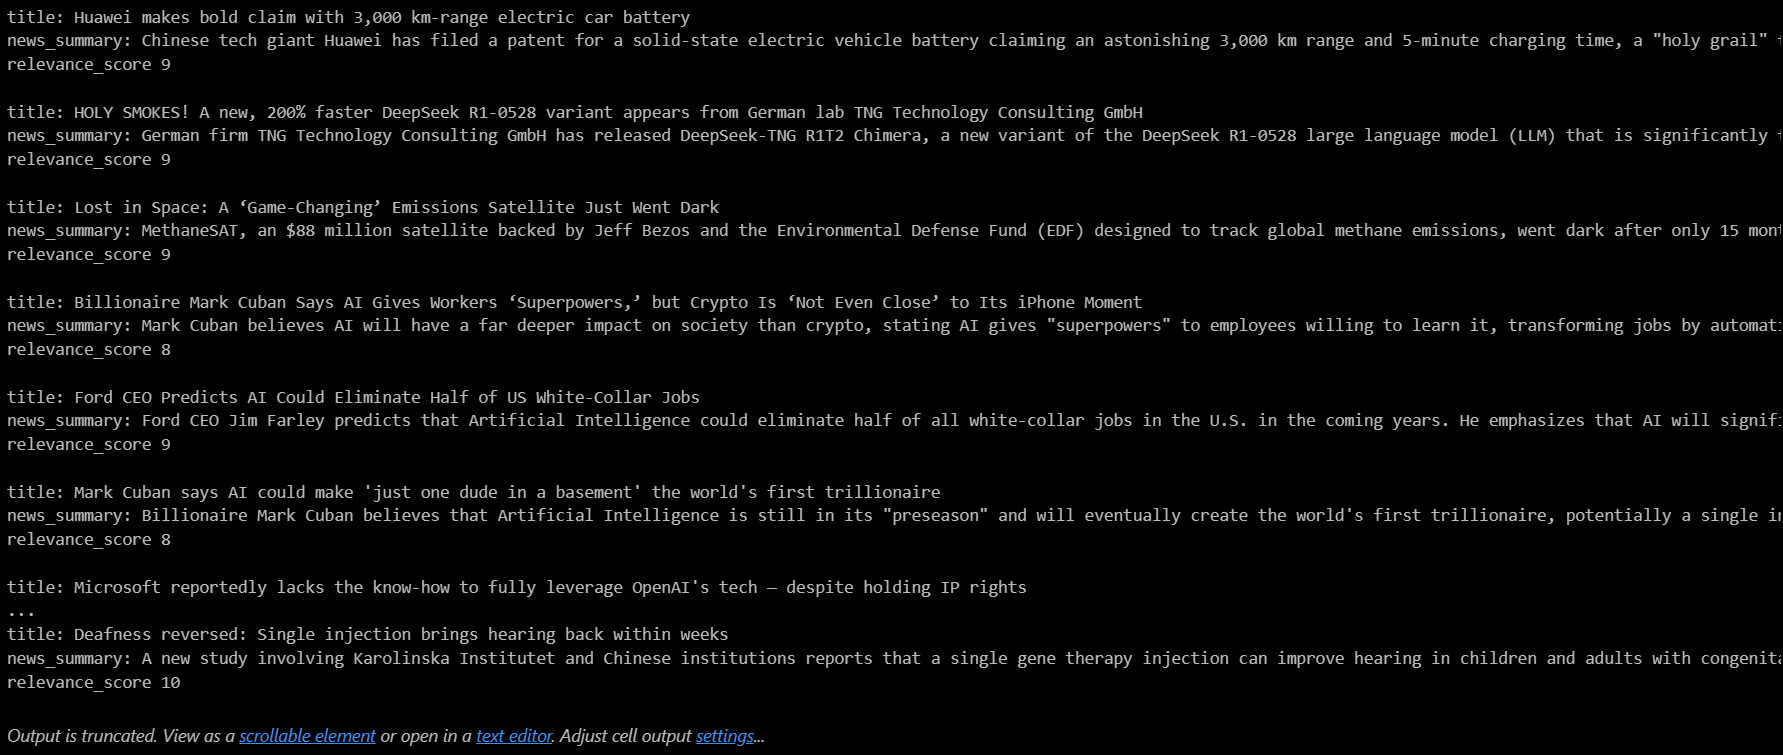 title: Huawei makes bold claim with 3,000 km-range electric car battery
news_summary: Chinese tech giant Huawei has filed a patent for a solid-state electric vehicle battery claiming an astonishing 3,000 km range and 5-minute charging time, a "holy grail"
relevance_score 9
title: HOLY SMOKES! A new, 200% faster DeepSeek R1-0528 variant appears from German lab TNG Technology Consulting GmbH
news_summary: German firm TNG Technology Consulting GmbH has released DeepSeek-TNG R1T2 Chimera, a new variant of the DeepSeek R1-0528 large language model (LLM) that is significantly
relevance_score 9
title: Lost in Space: A ‘Game-Changing’ Emissions Satellite Just Went Dark
news_summary: MethaneSAT, an $88 million satellite backed by Jeff Bezos and the Environmental Defense Fund (EDF) designed to track global methane emissions, went dark after only 15 mon
relevance_score 9
title: Billionaire Mark Cuban Says AI Gives Workers ‘Superpowers,’ but Crypto Is ‘Not Even Close’ to Its iPhone Moment
news_summary: Mark Cuban believes AI will have a far deeper impact on society than crypto, stating AI gives "superpowers" to employees willing to learn it, transforming jobs by automat
relevance_score 8
title: Ford CEO Predicts AI Could Eliminate Half of US White-Collar Jobs
news_summary: Ford CEO Jim Farley predicts that Artificial Intelligence could eliminate half of all white-collar jobs in the U.S. in the coming years. He emphasizes that AI will signif
relevance_score 9
title: Mark Cuban says AI could make 'just one dude in a basement' the world's first trillionaire
news_summary: Billionaire Mark Cuban believes that Artificial Intelligence is still in its "preseason" and will eventually create the world's first trillionaire, potentially a single i
relevance_score 8
title: Microsoft reportedly lacks the know-how to fully leverage OpenAI's tech — despite holding IP rights
...
title: Deafness reversed: Single injection brings hearing back within weeks
news_summary: A new study involving Karolinska Institutet and Chinese institutions reports that a single gene therapy injection can improve hearing in children and adults with congenit
relevance_score 10
Output is truncated. View as a scrollable element or open in a text editor. Adjust cell output settings...